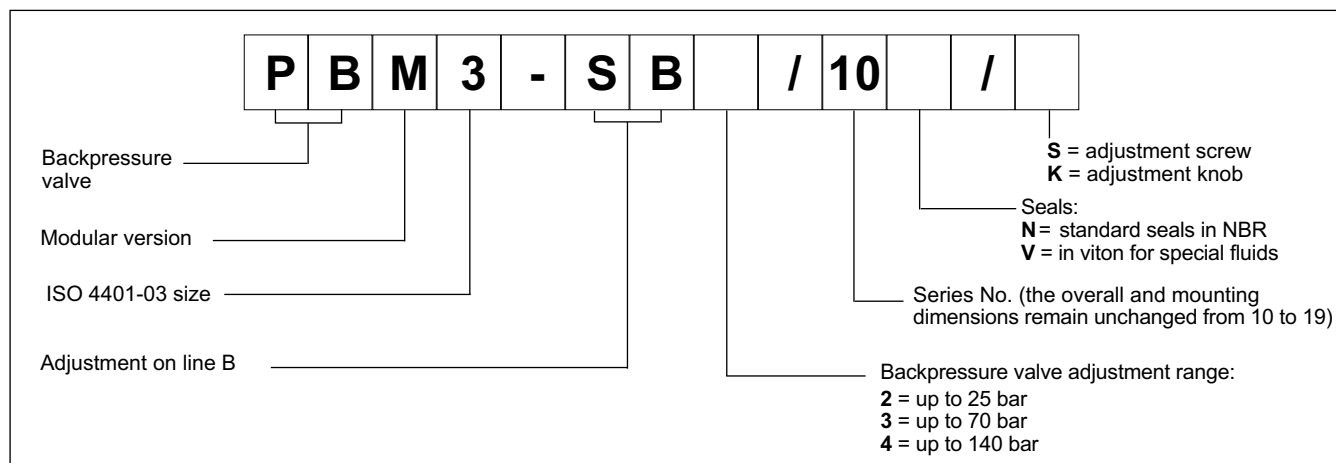 P B M 3 - S B / 10 /
Backpressure
valve
Modular version
ISO 4401-03 size
Adjustment on line B
S = adjustment screw
K = adjustment knob
Seals:
N = standard seals in NBR
V = in viton for special fluids
Series No. (the overall and mounting
dimensions remain unchanged from 10 to 19)
Backpressure valve adjustment range:
2 = up to 25 bar
3 = up to 70 bar
4 = up to 140 bar